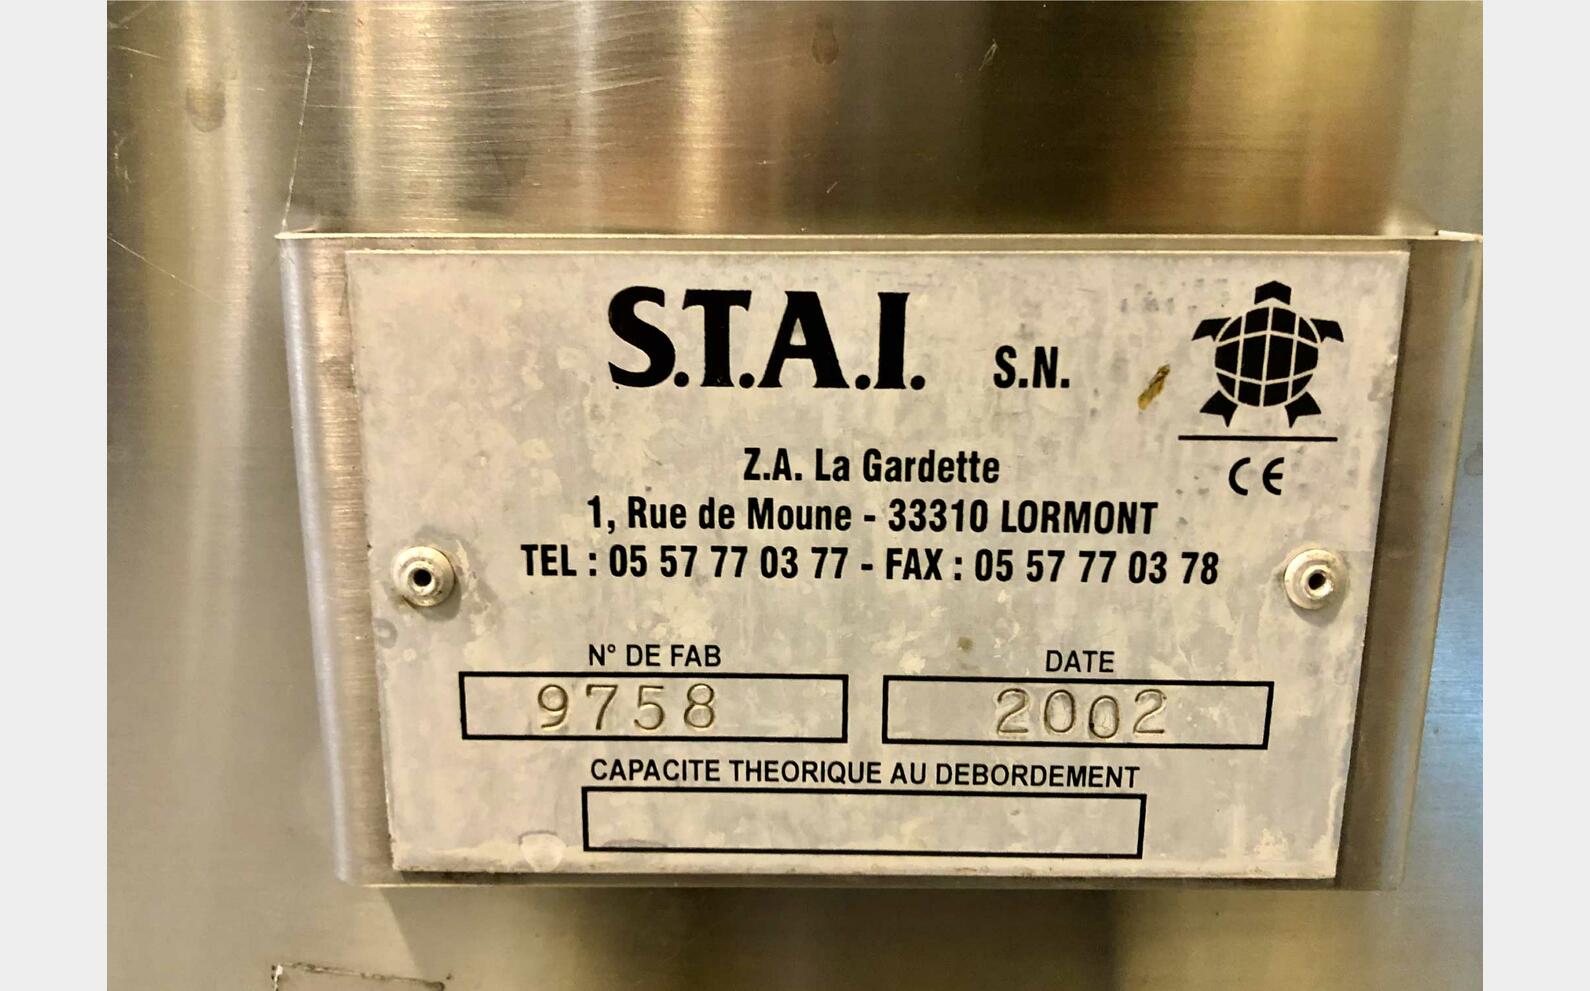 S.T.A.I. S.N.
CE
Z.A. La Gardette
1, Rue de Moune - 33310 LORMONT
TEL : 05 57 77 03 77 - FAX : 05 57 77 03 78
N° DE FAB DATE
9758 2002
CAPACITE THEORIQUE AU DEBORDEMENT